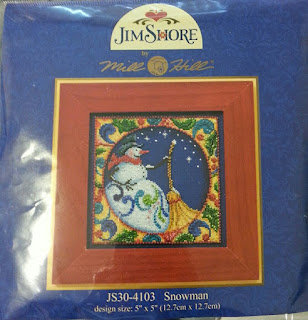 JIM SHORE
by
Mill Hill
JS30-4103 Snowman
design size: 5" x 5" (12.7cm x 12.7cm)